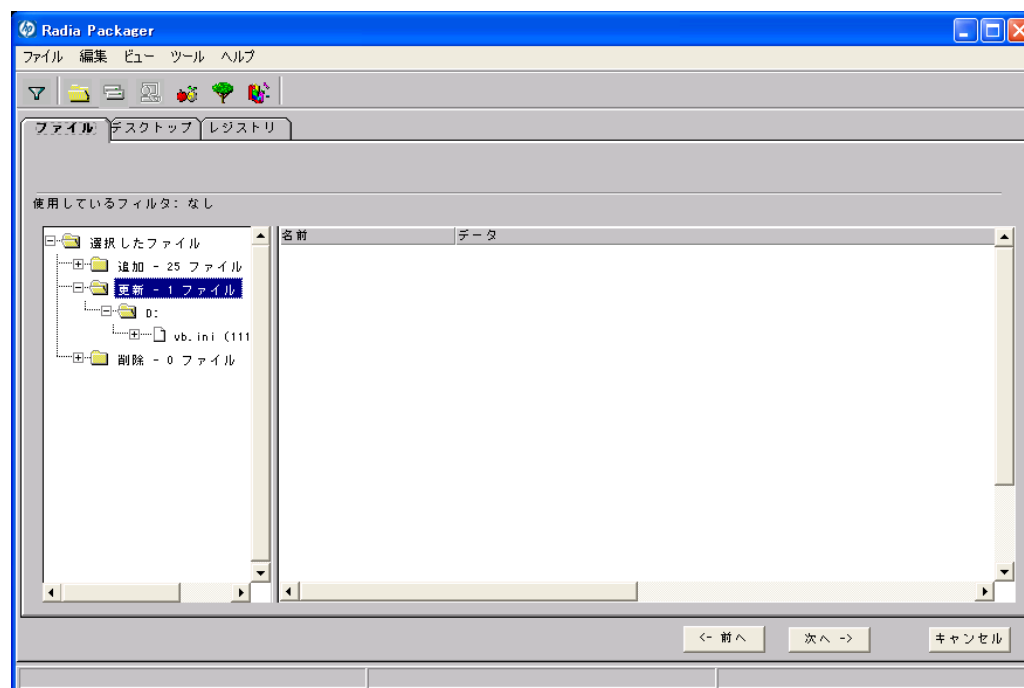 Radia Packager
ファイル 編集 ビュー ツール ヘルプ
ファイル デスクトップ レジストリ
使用しているフィルタ: なし
選択したファイル
追加 - 25 ファイル
更新 - 1 ファイル
D:
vb.ini (111
削除 - 0 ファイル
名前 データ
<- 前へ 次へ -> キャンセル